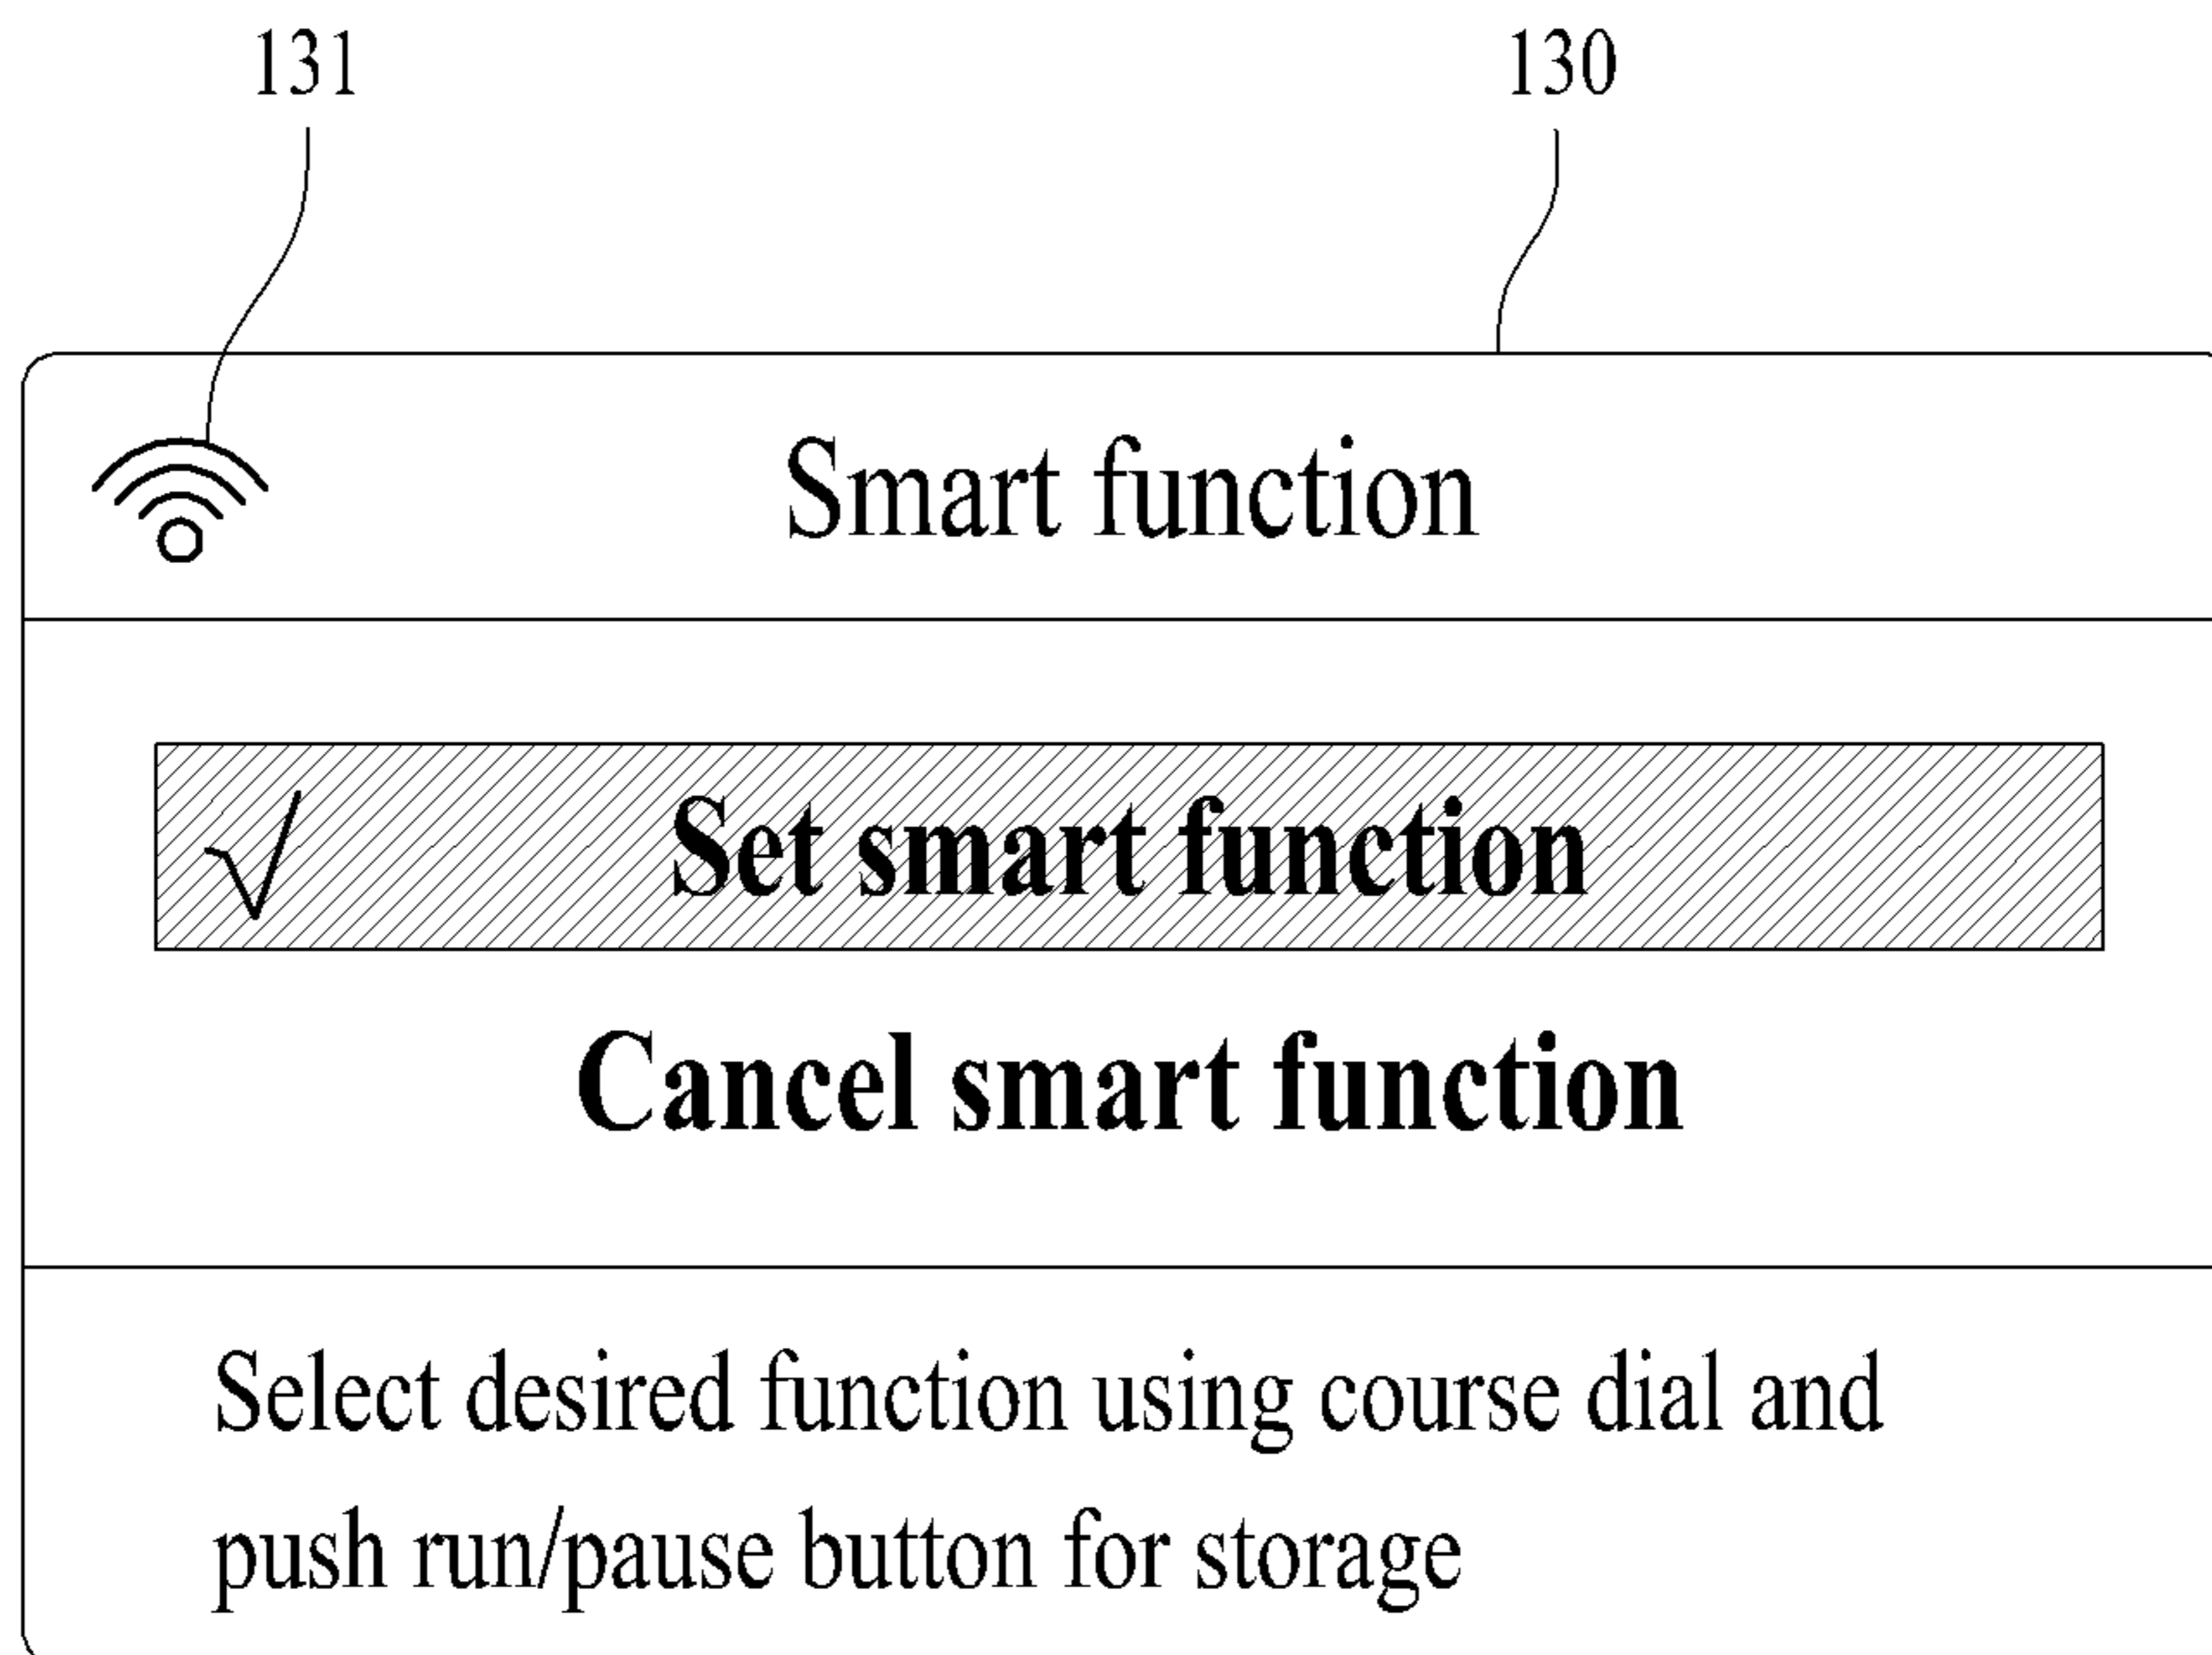 131
130
Smart function
Set smart function
Cancel smart function
Select desired function using course dial and
push run/pause button for storage